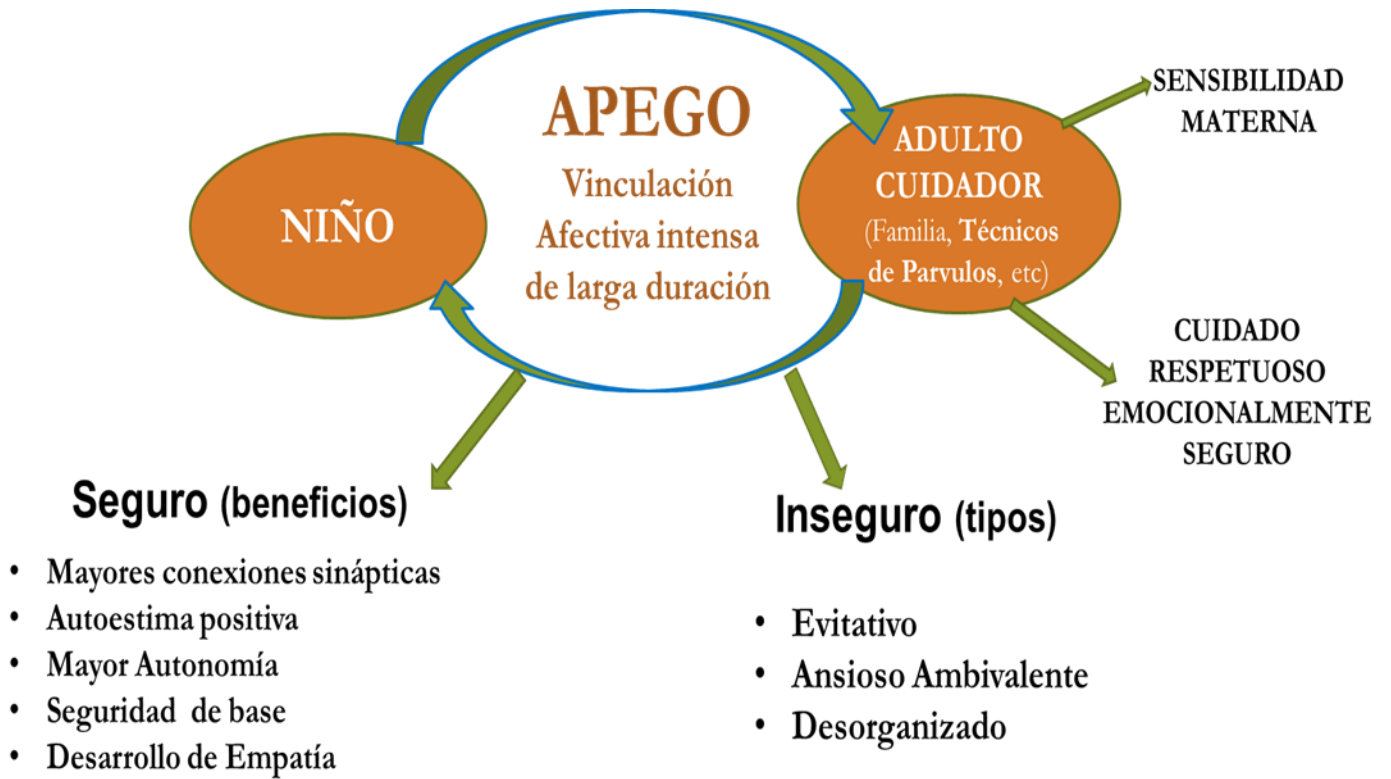 APEGO
Vinculación
Afectiva intensa
de larga duración
NIÑO
ADULTO
CUIDADOR
(Familia, Técnicos
de Parvulos, etc)
SENSIBILIDAD
MATERNA
CUIDADO
RESPETUOSO
EMOCIONALMENTE
SEGURO
Seguro (beneficios)
• Mayores conexiones sinápticas
• Autoestima positiva
• Mayor Autonomía
• Seguridad de base
• Desarrollo de Empatía
Inseguro (tipos)
• Evitativo
• Ansioso Ambivalente
• Desorganizado